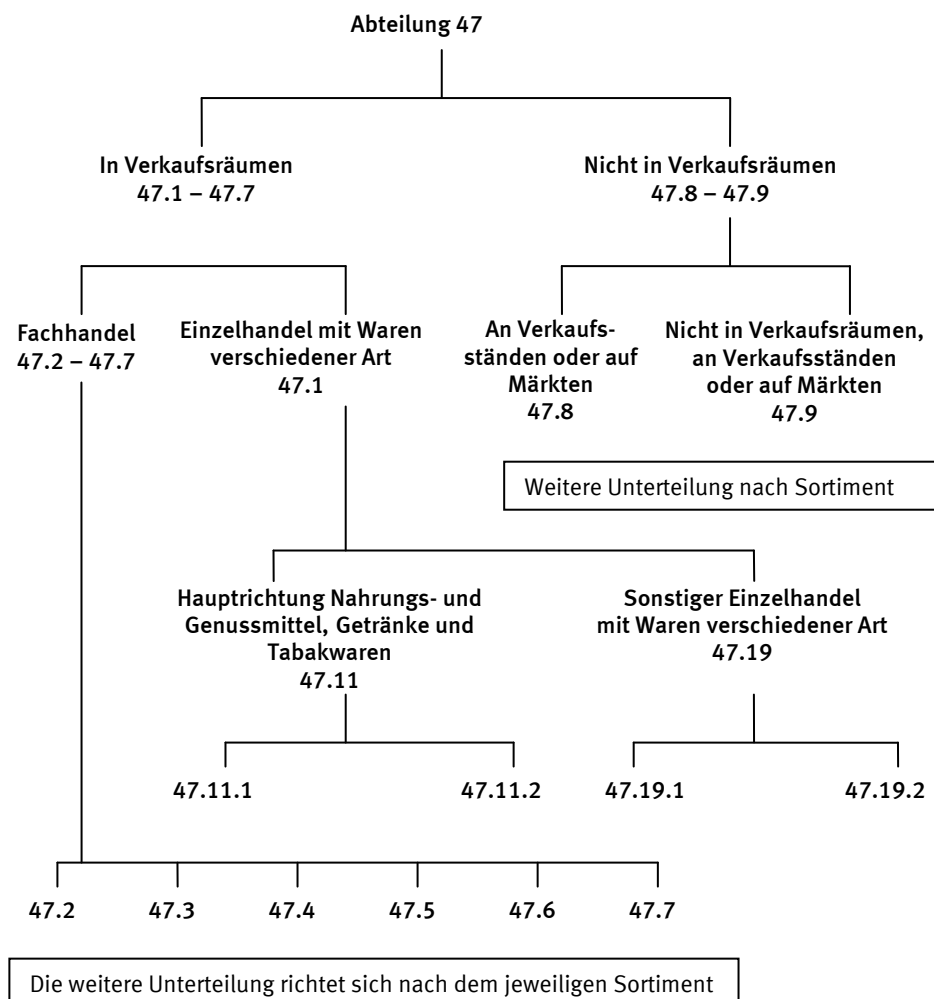 Abteilung 47
In Verkaufsräumen
47.1 – 47.7
Nicht in Verkaufsräumen
47.8 – 47.9
Fachhandel
47.2 – 47.7
Einzelhandel mit Waren
verschiedener Art
47.1
An Verkaufs-
ständen oder auf
Märkten
47.8
Nicht in Verkaufsräumen,
an Verkaufsständen
oder auf Märkten
47.9
Weitere Unterteilung nach Sortiment
Hauptrichtung Nahrungs- und
Genussmittel, Getränke und
Tabakwaren
47.11
Sonstiger Einzelhandel
mit Waren verschiedener Art
47.19
47.11.1
47.11.2
47.19.1
47.19.2
47.2
47.3
47.4
47.5
47.6
47.7
Die weitere Unterteilung richtet sich nach dem jeweiligen Sortiment